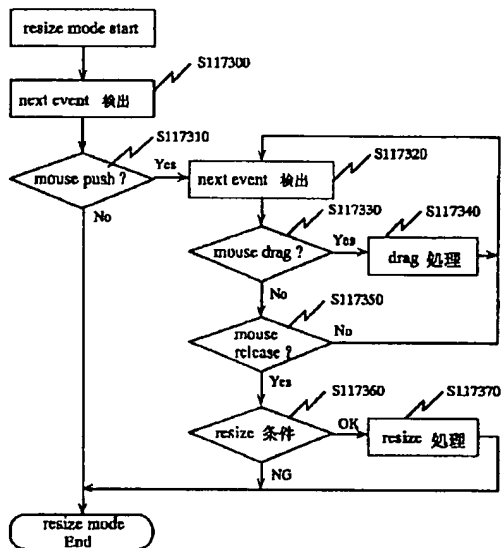 resize mode start
S117300
next event 検出
S117310
mouse push ?
Yes
No
S117320
next event 検出
S117330
mouse drag ?
Yes
No
S117340
drag 処理
S117350
mouse
release ?
No
Yes
S117360
resize 条件
OK
NG
S117370
resize 処理
resize mode
End